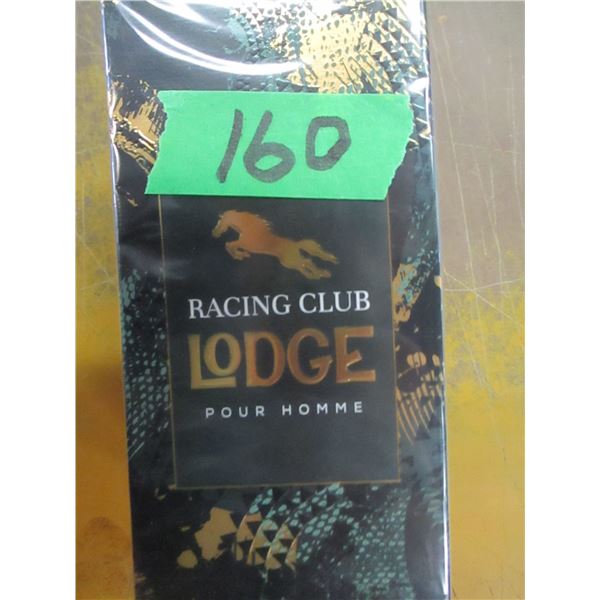 160
RACING CLUB
LODGE
POUR HOMME